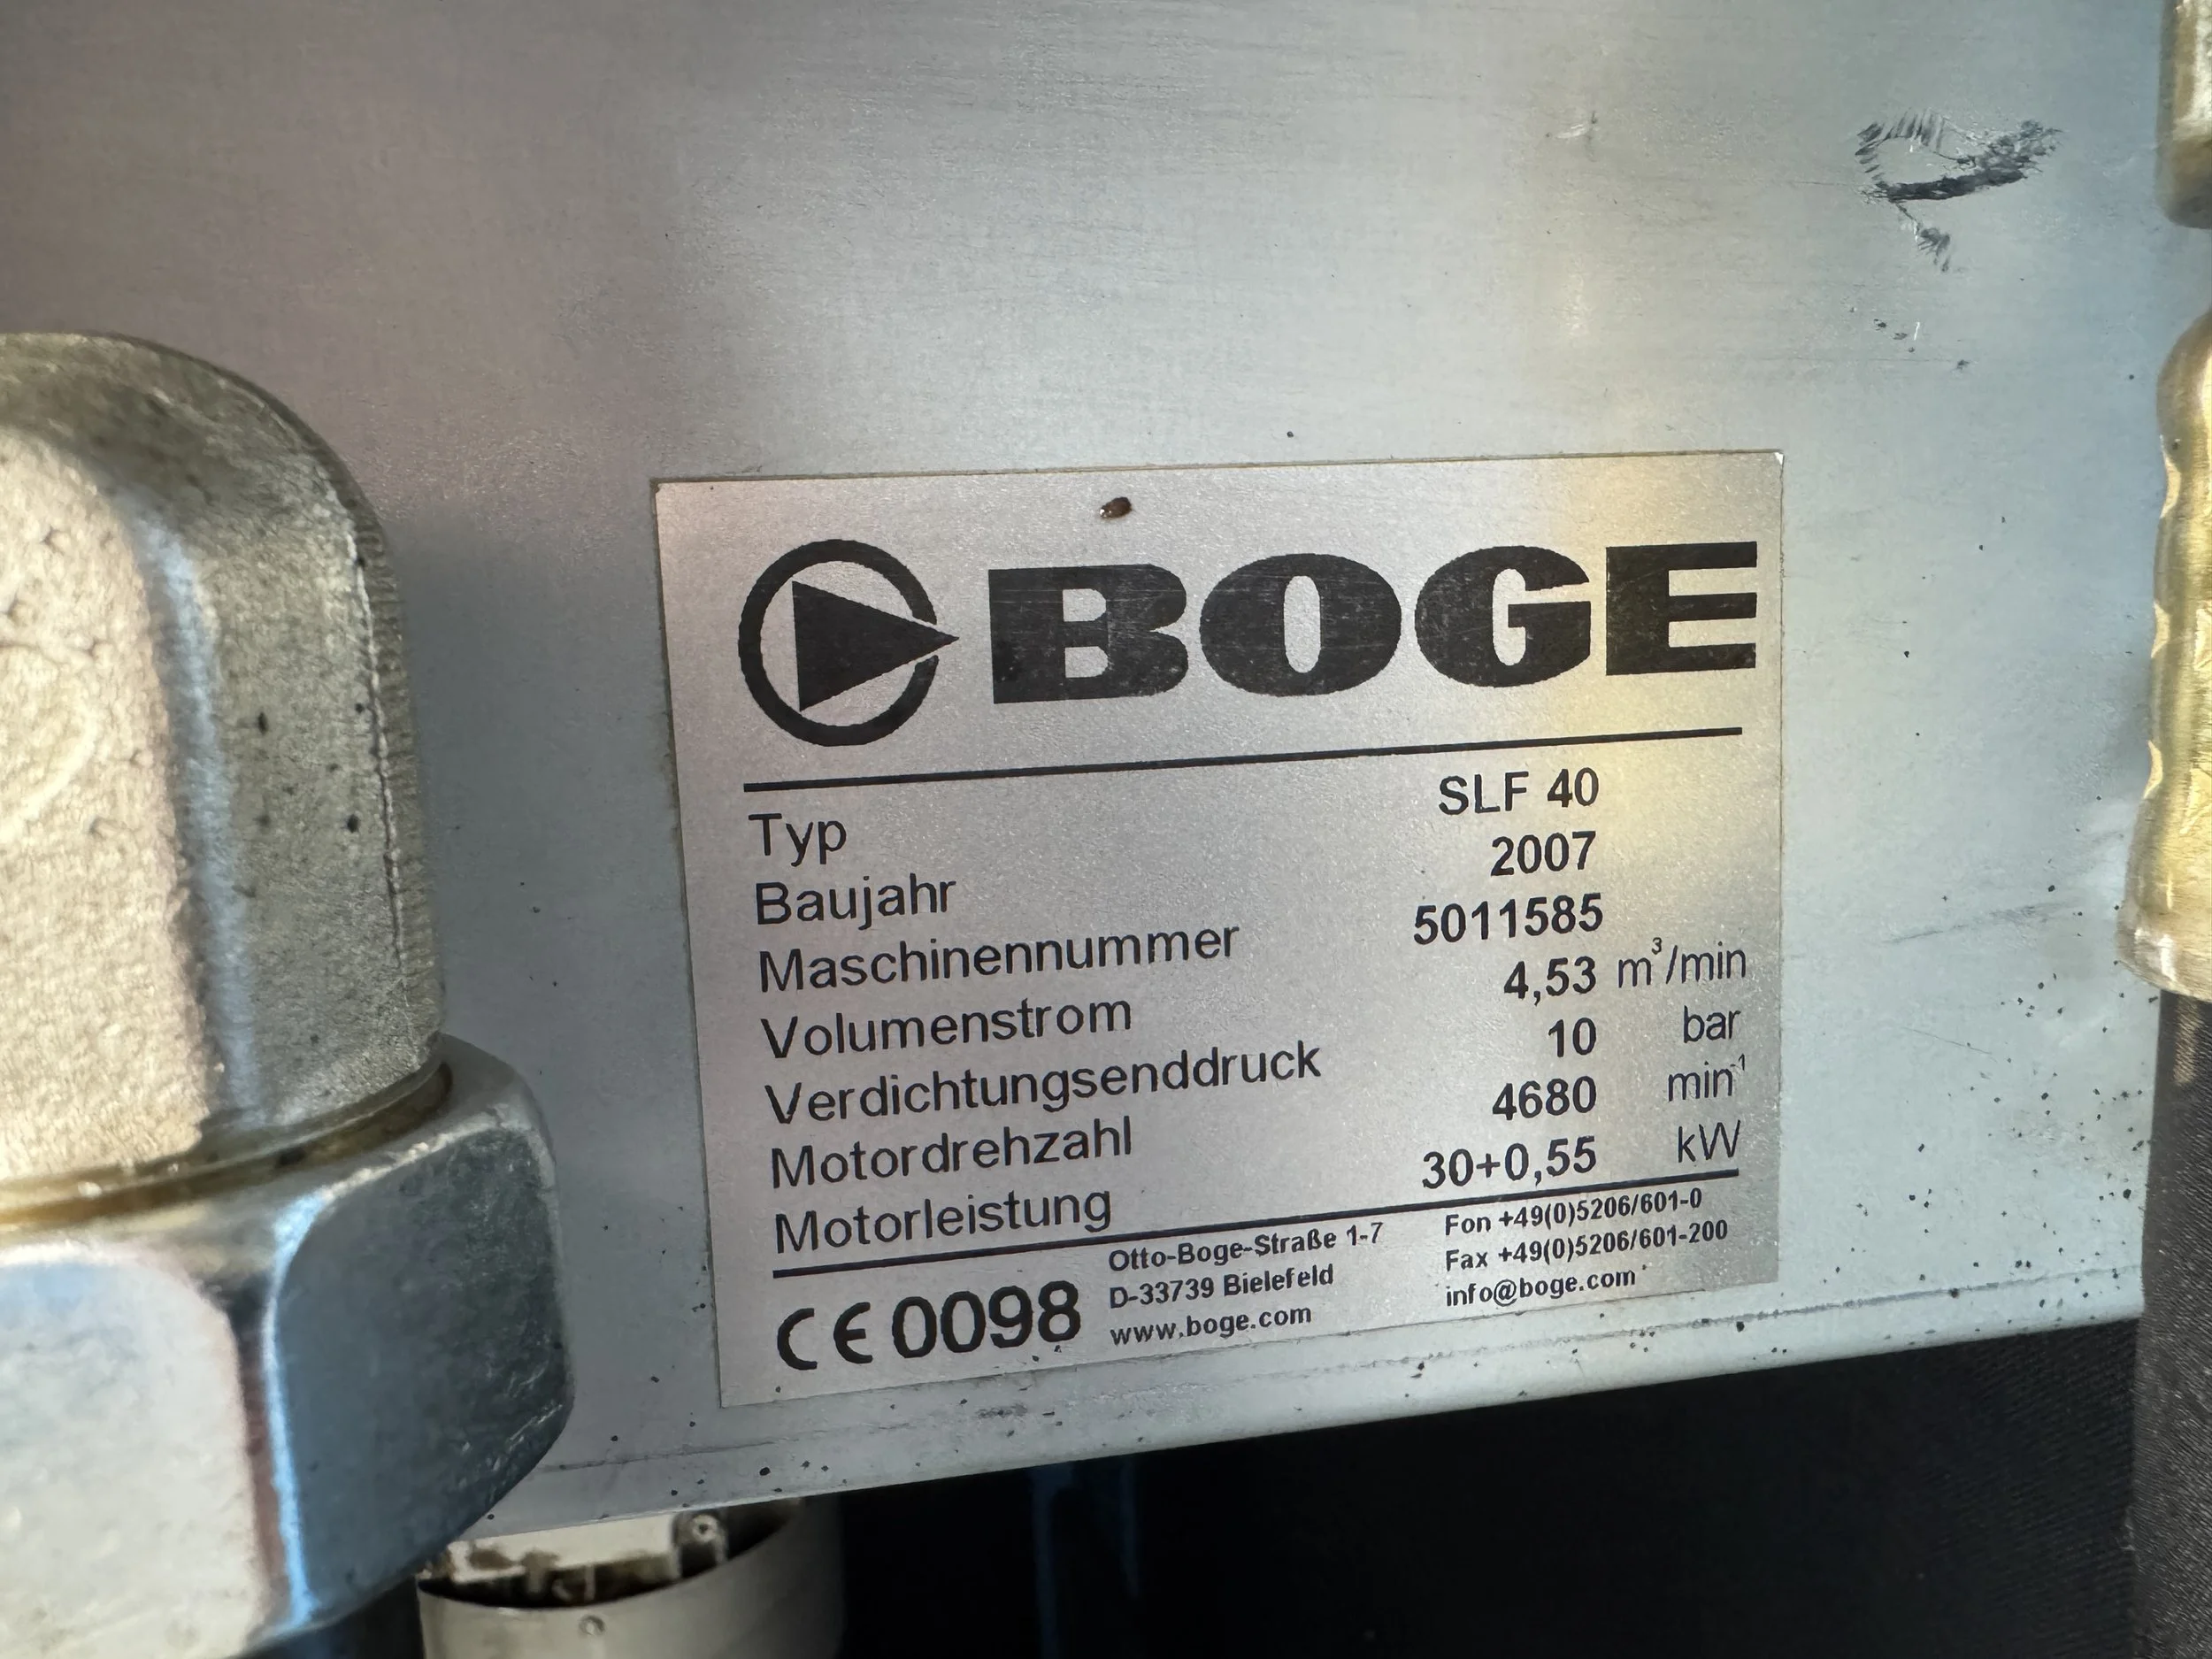 BOGE
Typ SLF 40
Baujahr 2007
Maschinennummer 5011585
Volumenstrom 4,53 m³/min
Verdichtungsenddruck 10 bar
Motordrehzahl 4680 min⁻¹
Motorleistung 30+0,55 kW
CE 0098
Otto-Boge-Straße 1-7
D-33739 Bielefeld
www.boge.com
Fon +49(0)5206/601-0
Fax +49(0)5206/601-200
info@boge.com